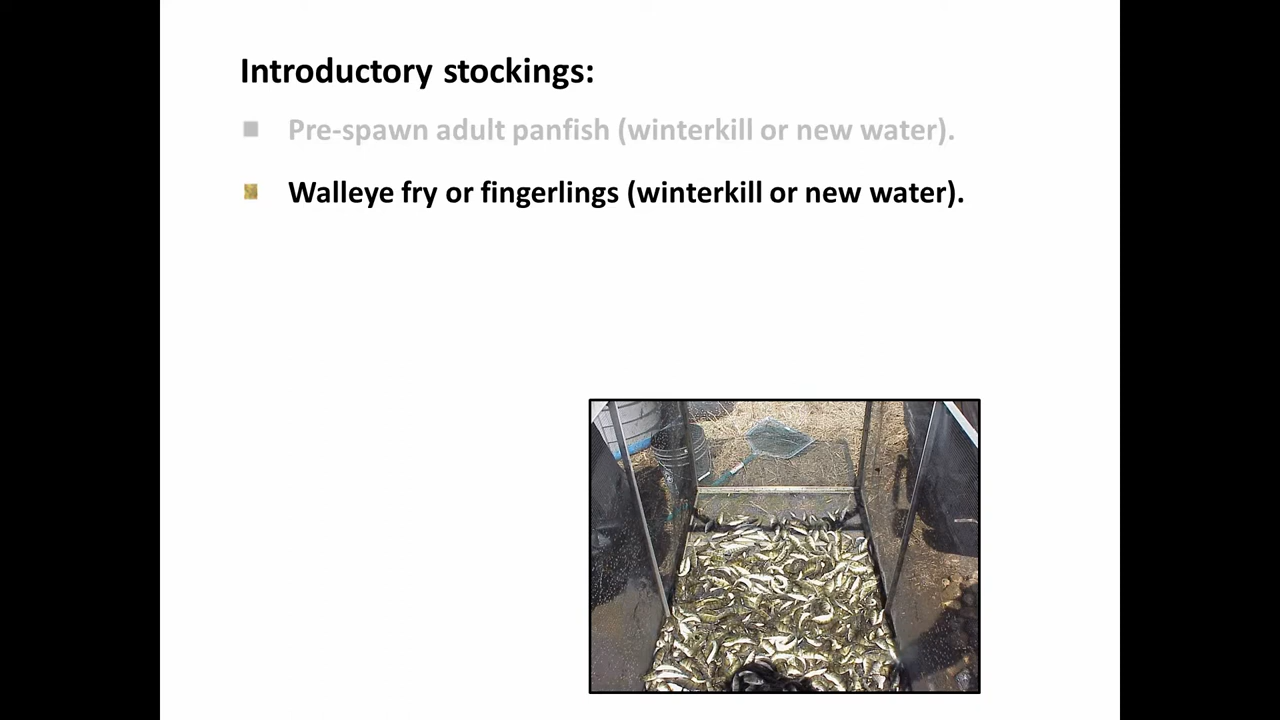 Introductory stockings:
Pre-spawn adult panfish (winterkill or new water).
Walleye fry or fingerlings (winterkill or new water).